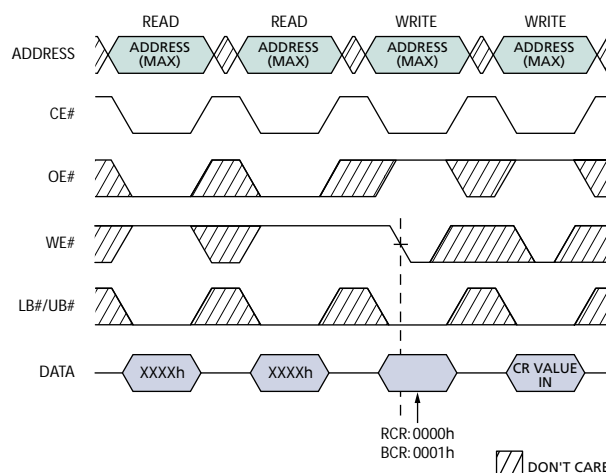 READ READ WRITE WRITE
ADDRESS ADDRESS (MAX) ADDRESS (MAX) ADDRESS (MAX) ADDRESS (MAX)
CE#
OE#
WE#
LB#/UB#
DATA XXXXh XXXXh CR VALUE IN
RCR: 0000h
BCR: 0001h
DON'T CARE